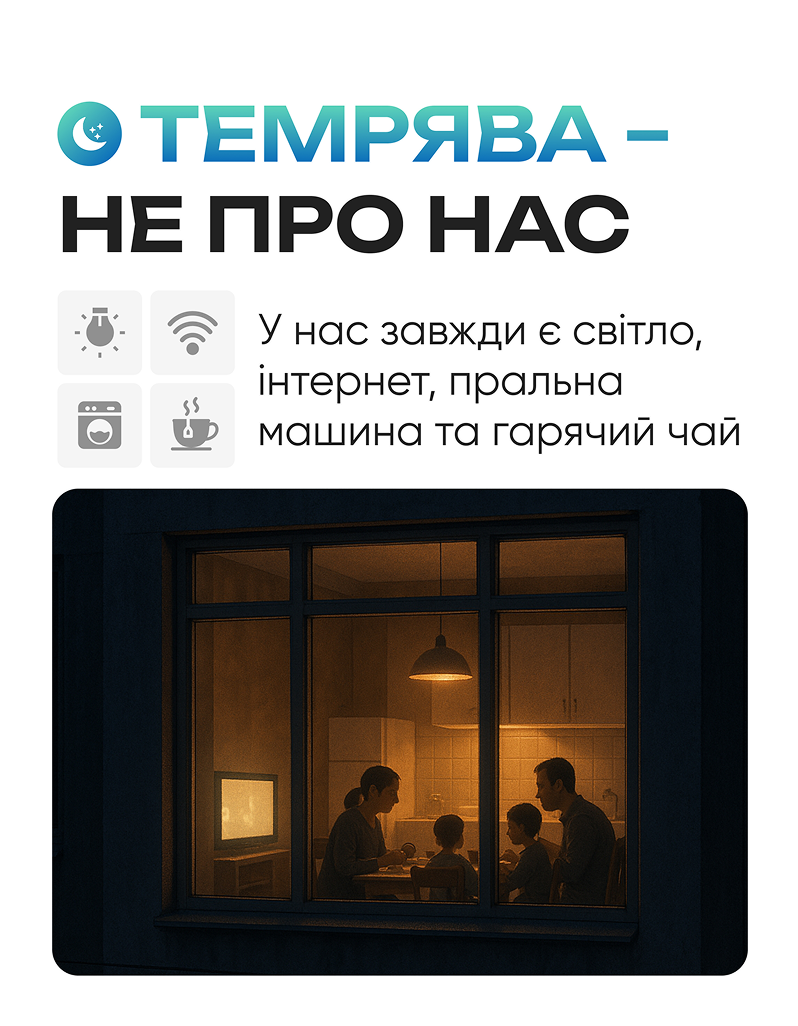 ТЕМРЯВА –
НЕ ПРО НАС
У нас завжди є світло,
інтернет, пральна
машина та гарячий чай